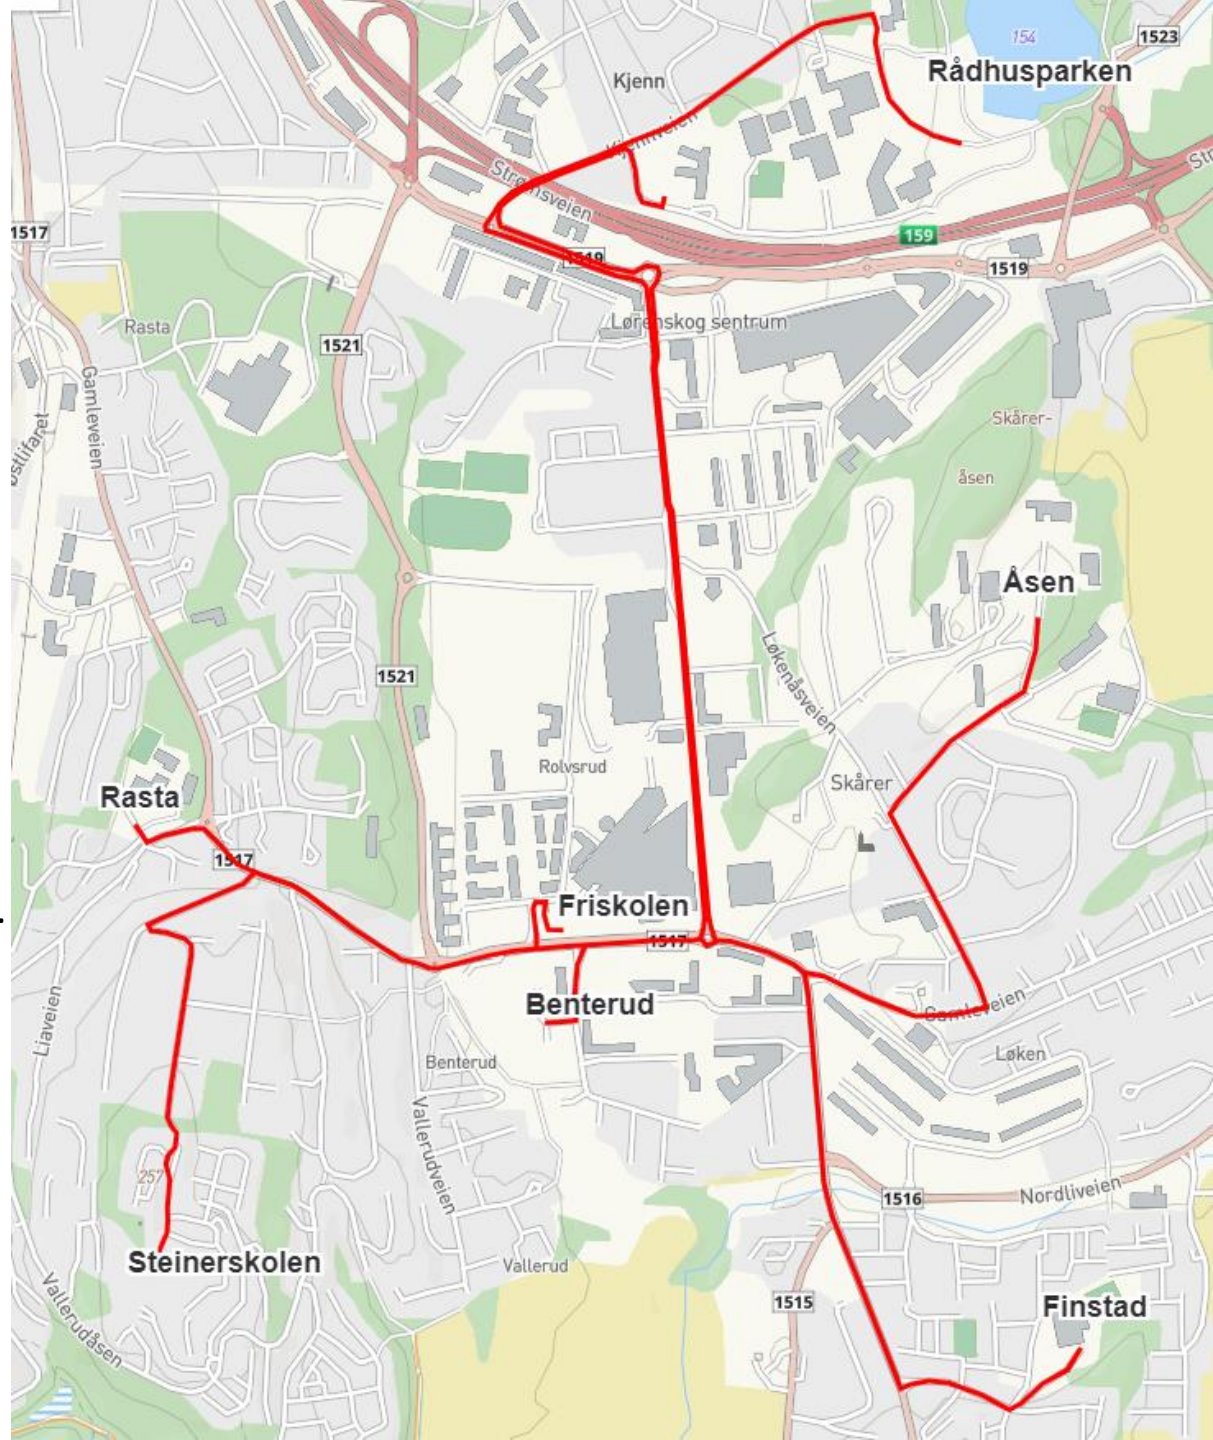 154
1523
Rådhusparken
Kjenn
Kjennveien
Strømsveien
1517
159
1519
1519
Lørenskog sentrum
Rasta
1521
Gamleveien
Skårer-
åsen
Åsen
Løkenåsveien
1521
Rolvsrud
Skårer
Rasta
1517
Friskolen
1517
Benterud
Gamleveien
Liaveien
Løken
Benterud
Vallerudveien
257
1516
Nordliveien
Steinerskolen
Vallerud
1515
Finstad
Vallerudåsen